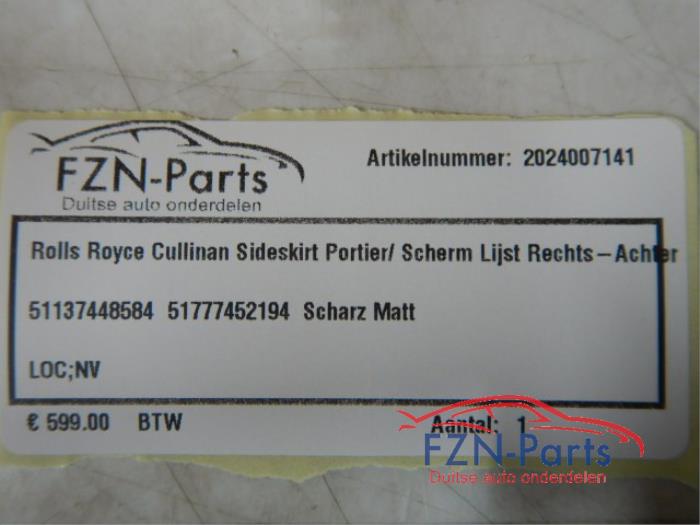 FZN-Parts
Duitse auto onderdelen
Artikelnummer: 2024007141
Rolls Royce Cullinan Sideskirt Portier/ Scherm Lijst Rechts-Achter
51137448584 51777452194 Scharz Matt
LOC;NV
€ 599.00 BTW
Aantal: 1
FZN-Parts
Duitse auto onderdelen